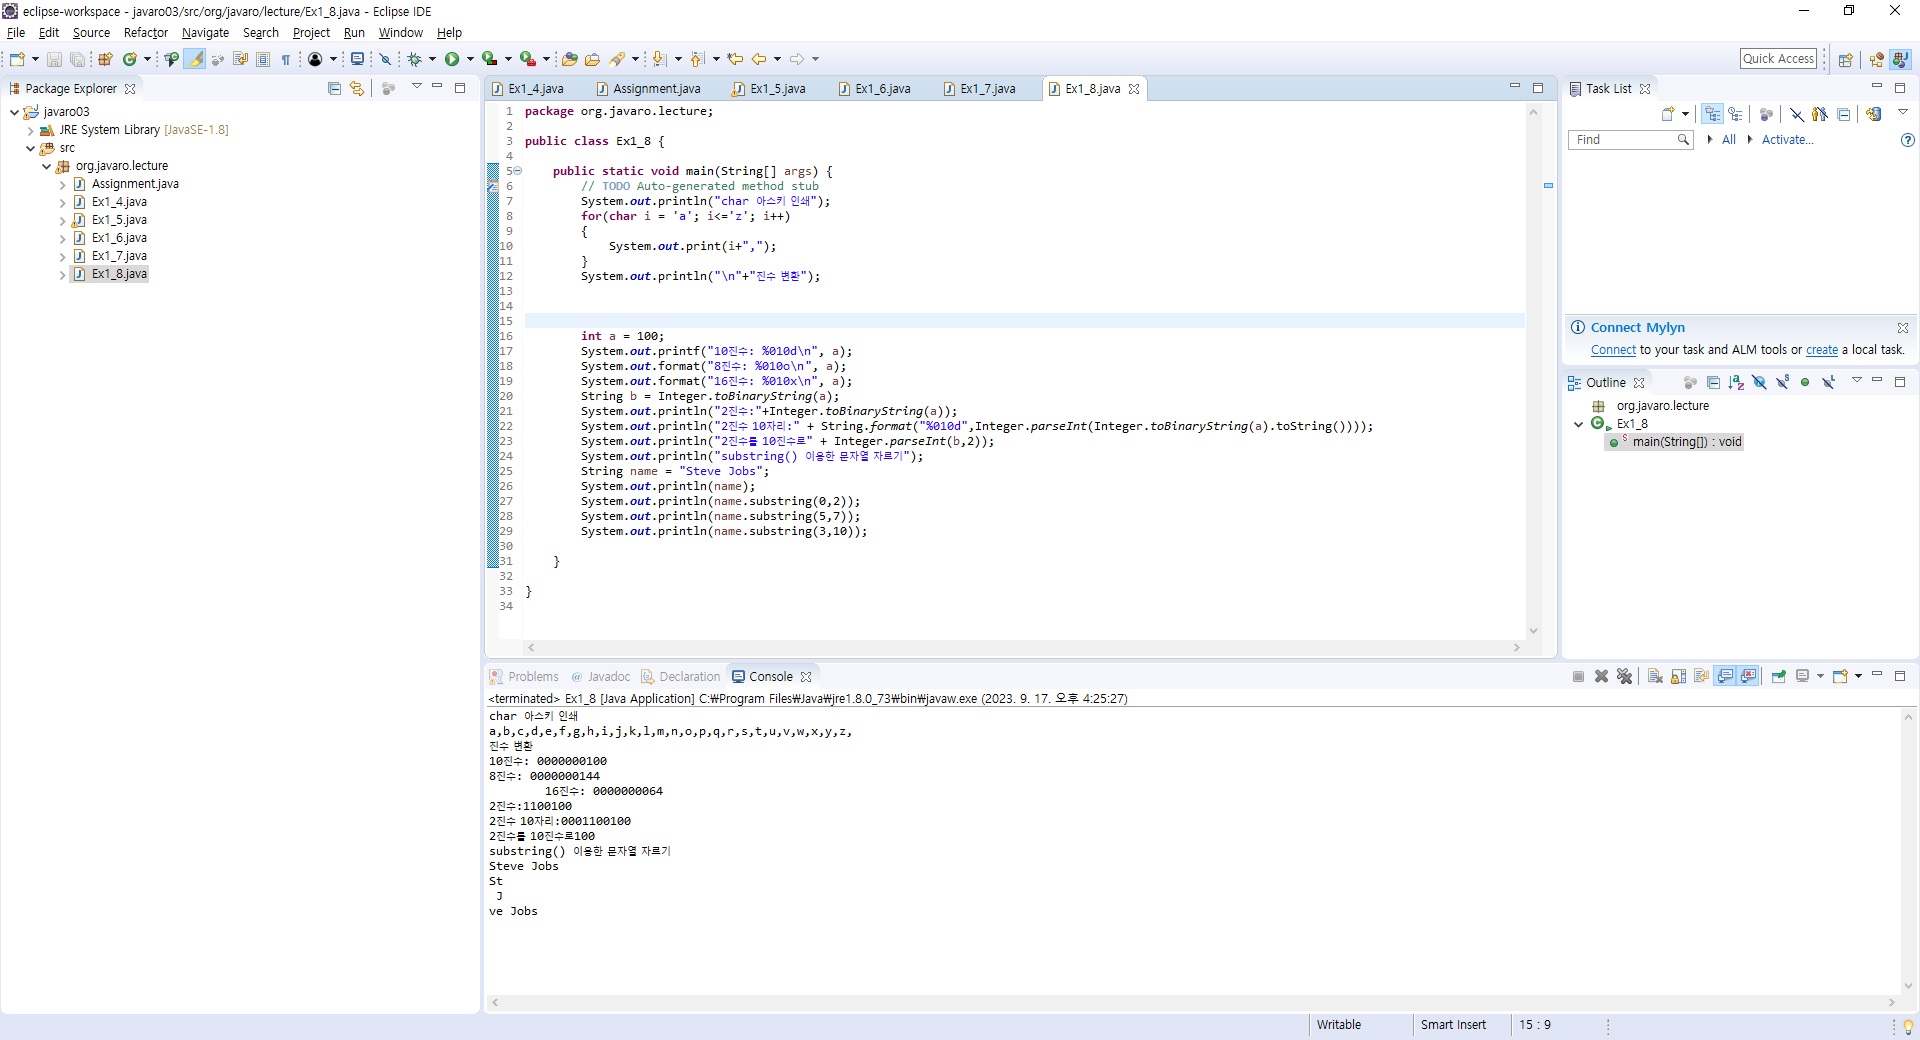 eclipse-workspace - javaro03/src/org/javaro/lecture/Ex1_8.java - Eclipse IDE
File Edit Source Refactor Navigate Search Project Run Window Help
Quick Access
Package Explorer
javaro03
JRE System Library [JavaSE-1.8]
src
org.javaro.lecture
Assignment.java
Ex1_4.java
Ex1_5.java
Ex1_6.java
Ex1_7.java
Ex1_8.java
Ex1_4.java Assignment.java Ex1_5.java Ex1_6.java Ex1_7.java Ex1_8.java
1 package org.javaro.lecture;
2
3 public class Ex1_8 {
4
5 public static void main(String[] args) {
6 // TODO Auto-generated method stub
7 System.out.println("char 아스키 인쇄");
8 for(char i = 'a'; i<='z'; i++)
9 {
10 System.out.print(i+",");
11 }
12 System.out.println("\n"+"진수 변환");
13
14
15
16 int a = 100;
17 System.out.printf("10진수: %010d\n", a);
18 System.out.format("8진수: %010o\n", a);
19 System.out.format("16진수: %010x\n", a);
20 String b = Integer.toBinaryString(a);
21 System.out.println("2진수:"+Integer.toBinaryString(a));
22 System.out.println("2진수 10자리:" + String.format("%010d",Integer.parseInt(Integer.toBinaryString(a).toString())));
23 System.out.println("2진수를 10진수로" + Integer.parseInt(b,2));
24 System.out.println("substring() 이용한 문자열 자르기");
25 String name = "Steve Jobs";
26 System.out.println(name);
27 System.out.println(name.substring(0,2));
28 System.out.println(name.substring(5,7));
29 System.out.println(name.substring(3,10));
30
31 }
32
33 }
34
Task List
Find All Activate...
Connect Mylyn
Connect to your task and ALM tools or create a local task.
Outline
org.javaro.lecture
Ex1_8
main(String[]) : void
Problems Javadoc Declaration Console
<terminated> Ex1_8 [Java Application] C:₩Program Files₩Java₩jre1.8.0_73₩bin₩javaw.exe (2023. 9. 17. 오후 4:25:27)
char 아스키 인쇄
a,b,c,d,e,f,g,h,i,j,k,l,m,n,o,p,q,r,s,t,u,v,w,x,y,z,
진수 변환
10진수: 0000000100
8진수: 0000000144
16진수: 0000000064
2진수:1100100
2진수 10자리:0001100100
2진수를 10진수로100
substring() 이용한 문자열 자르기
Steve Jobs
St
J
ve Jobs
Writable Smart Insert 15 : 9